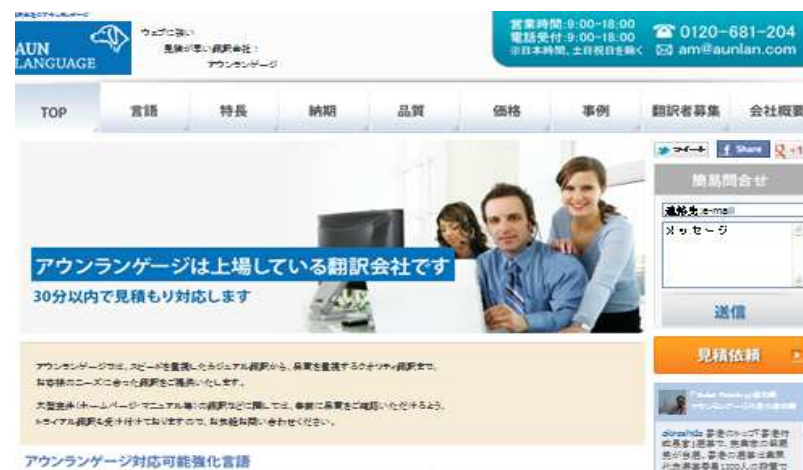 AUN
LANGUAGE
ウェブに強い
見積が早い翻訳会社:
アウンランゲージ
営業時間:9:00-18:00
電話受付:9:00-18:00
※日本時間、土日祝日を除く
0120-681-204
am@aunlan.com
TOP
言語
特長
納期
品質
価格
事例
翻訳者募集
会社概要
ツイート
Share
+1
簡易問合せ
連絡先:e-mail
メッセージ
送信
見積依頼
アウンランゲージは上場している翻訳会社です
30分以内で見積もり対応します
アウンランゲージでは、スピードを重視したカジュアル翻訳から、品質を重視するクオリティ翻訳まで、
お客様のニーズに合った翻訳をご提供いたします。
大型案件(ホームページ・マニュアル等)の翻訳などに関しては、事前に品質をご確認いただけるよう、
トライアル翻訳も受け付けておりますので、お気軽お問い合わせください。
アウンランゲージ対応可能強化言語